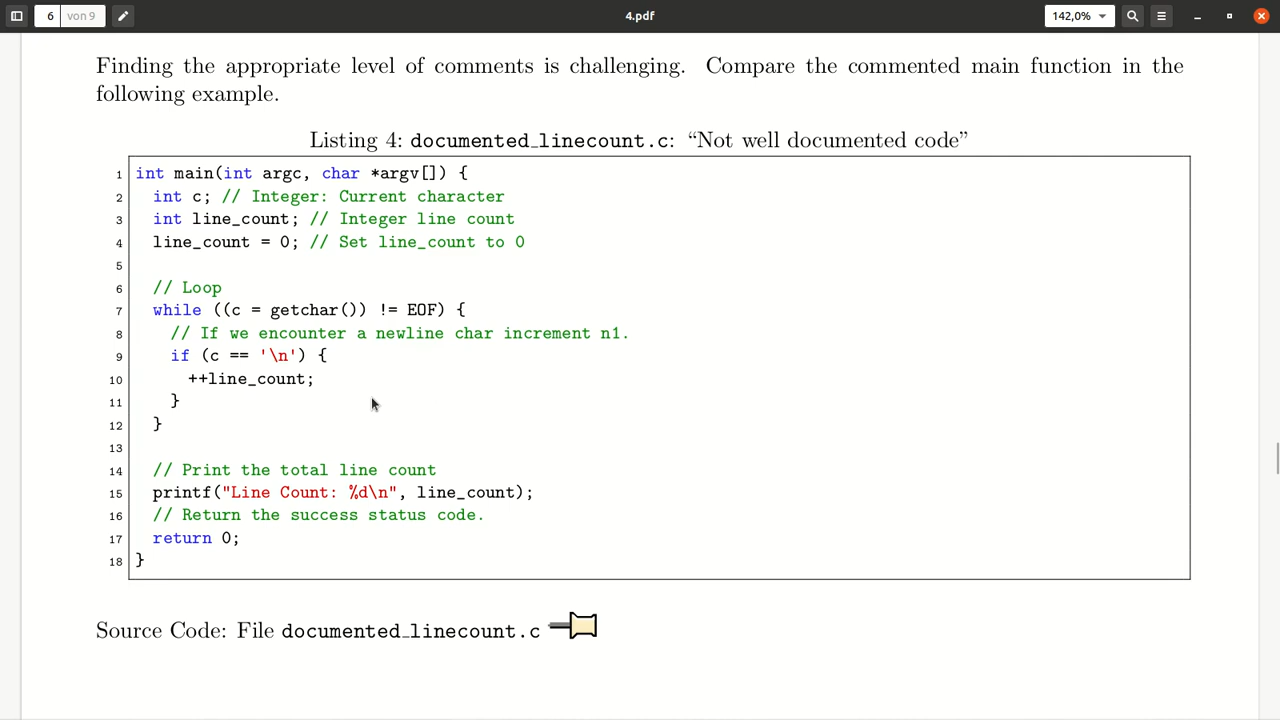 6 von 9 4.pdf 142,0%
Finding the appropriate level of comments is challenging. Compare the commented main function in the
following example.
Listing 4: documented_linecount.c: “Not well documented code”
1 int main(int argc, char *argv[]) {
2 int c; // Integer: Current character
3 int line_count; // Integer line count
4 line_count = 0; // Set line_count to 0
5
6 // Loop
7 while ((c = getchar()) != EOF) {
8 // If we encounter a newline char increment n1.
9 if (c == '\n') {
10 ++line_count;
11 }
12 }
13
14 // Print the total line count
15 printf("Line Count: %d\n", line_count);
16 // Return the success status code.
17 return 0;
18 }
Source Code: File documented_linecount.c